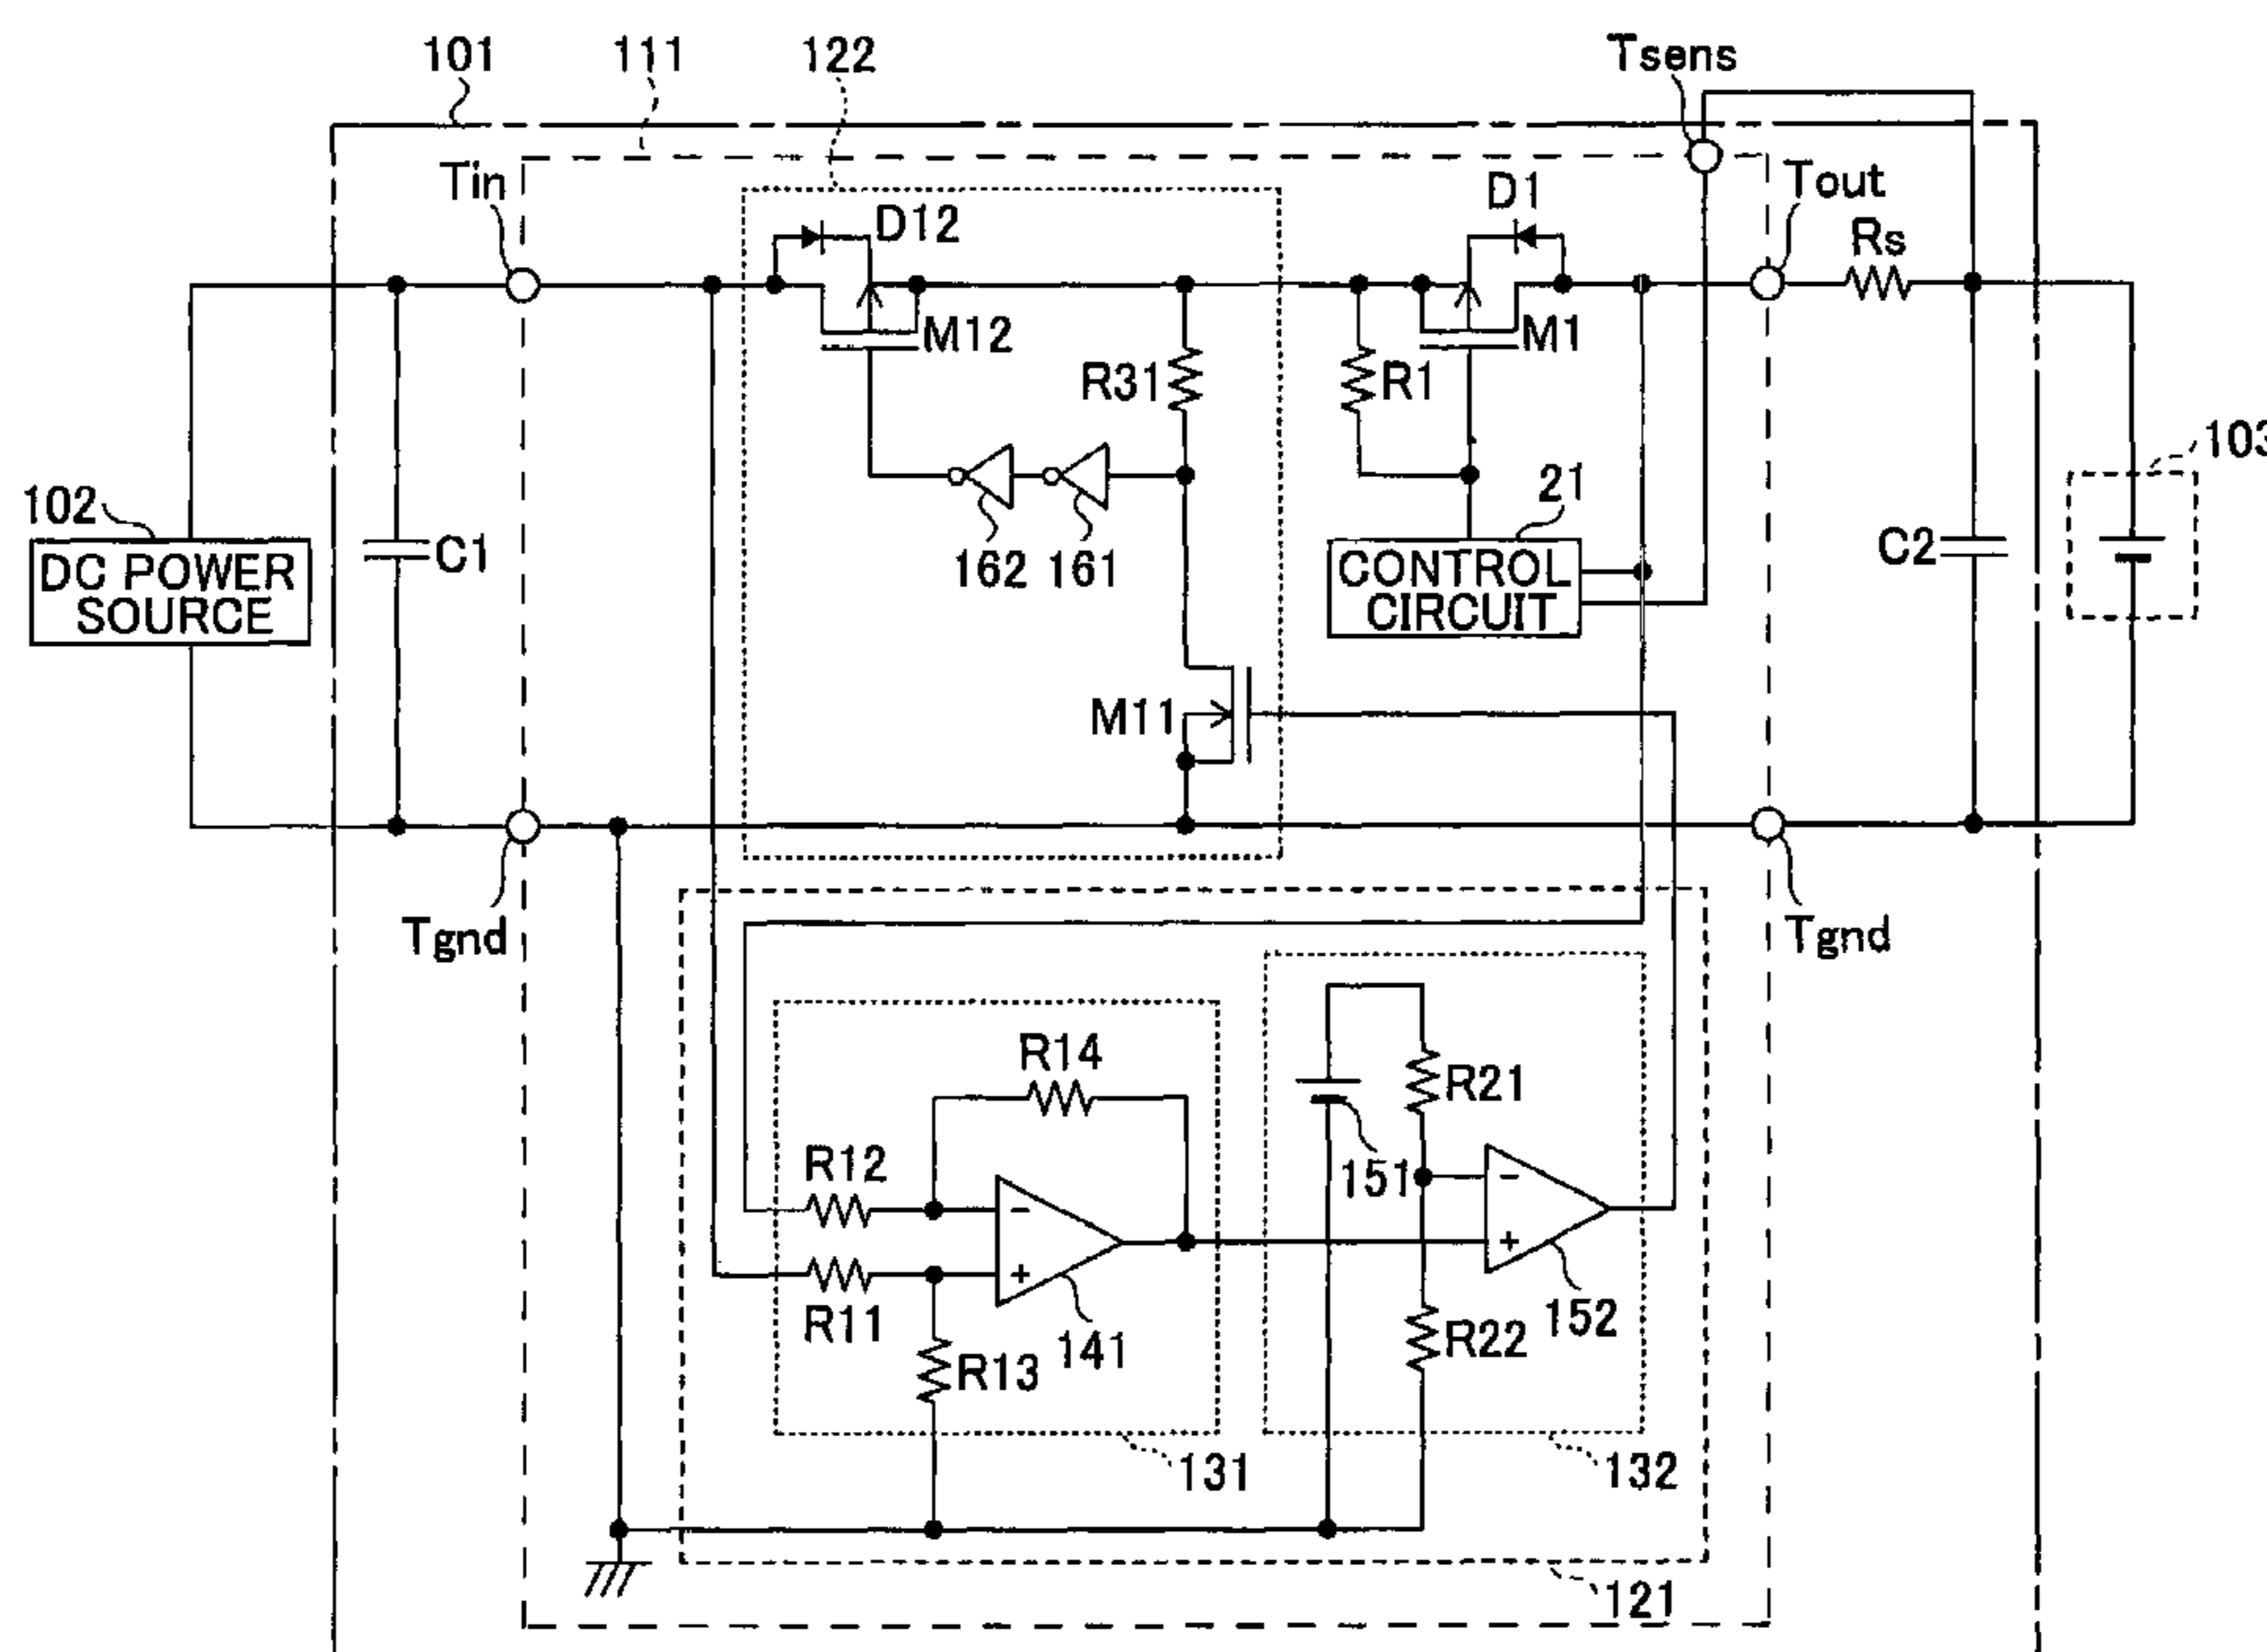 101
111
122
Tsens
Tin
D12
D1
Tout
Rs
M12
R31
R1
M1
103
102
DC POWER
SOURCE
C1
162
161
21
CONTROL
CIRCUIT
C2
M11
Tgnd
Tgnd
R14
R21
R12
151
-
-
+
+
R11
141
152
R13
R22
131
132
121